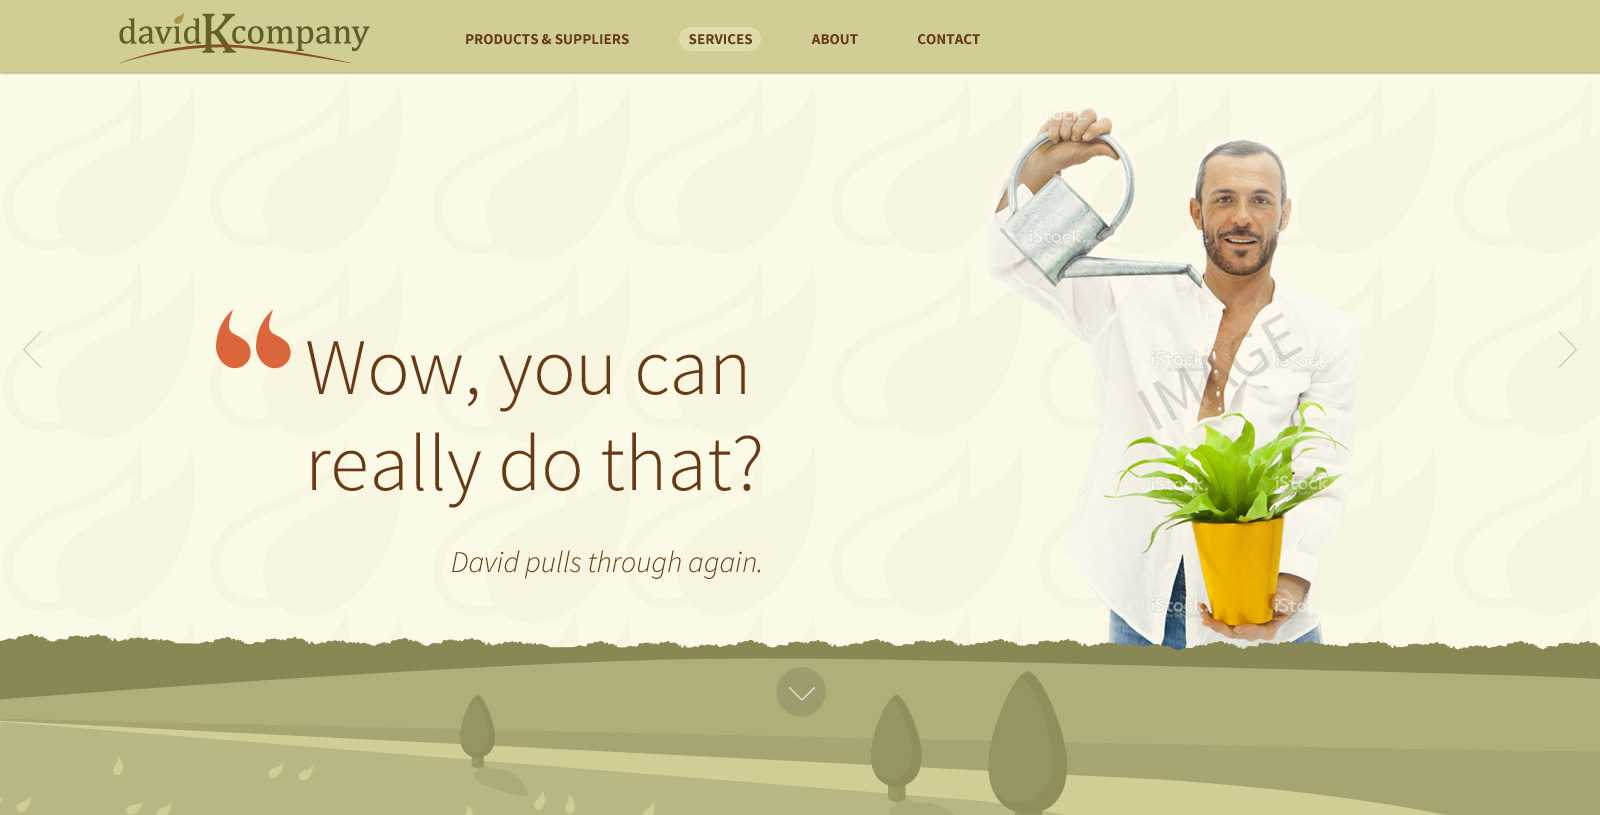 davidKcompany
PRODUCTS & SUPPLIERS
SERVICES
ABOUT
CONTACT
iStock.
iStock.
“Wow, you can
really do that?
David pulls through again.
IMAGE
iStock.
iStock.
iStock.
iStock.
iStock.
iStock